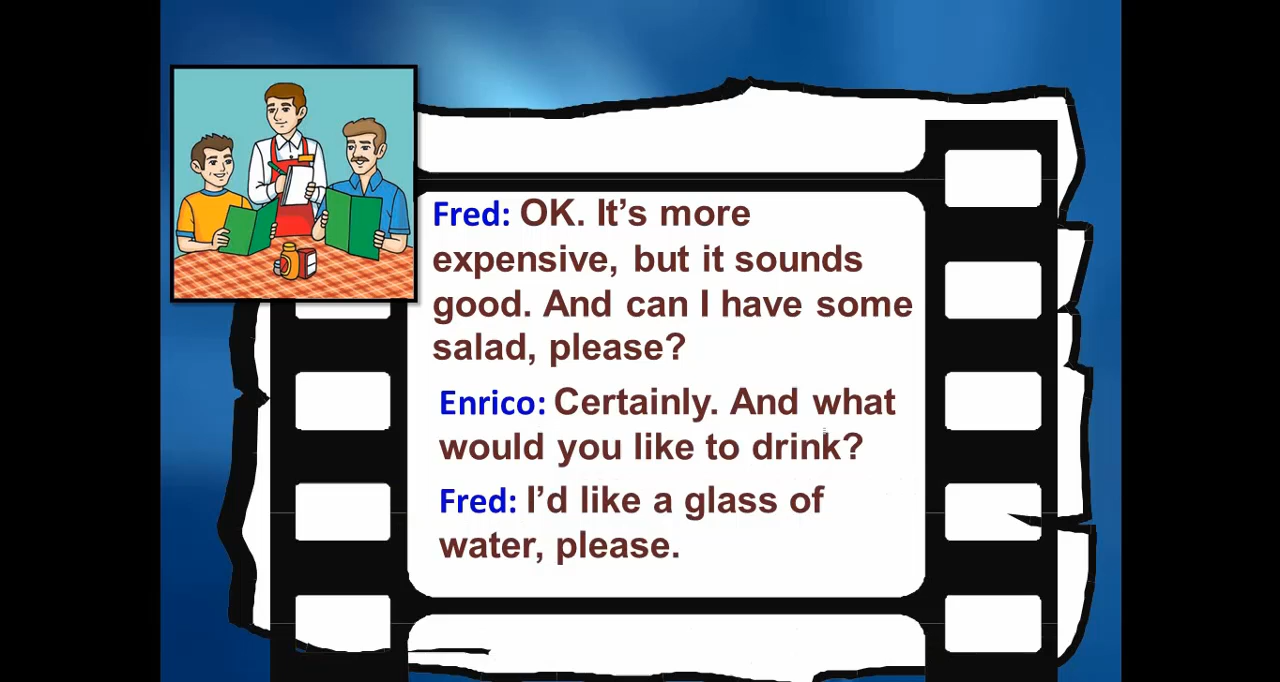 Fred: OK. It’s more
expensive, but it sounds
good. And can I have some
salad, please?
Enrico: Certainly. And what
would you like to drink?
Fred: I’d like a glass of
water, please.